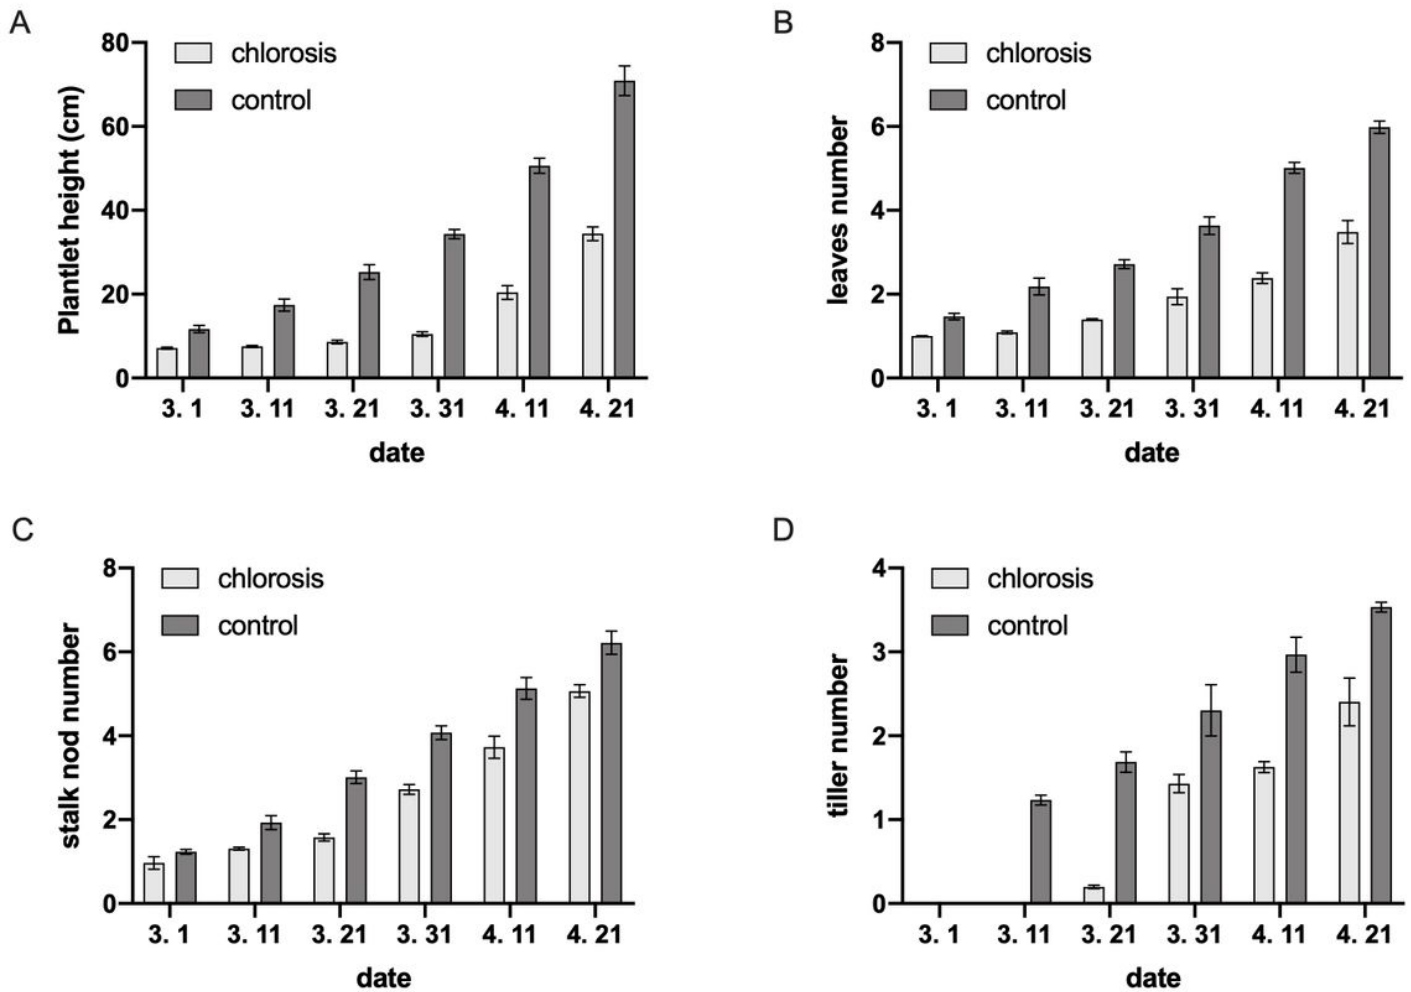 A
80
60
40
20
0
Plantlet height (cm)
chlorosis
control
3. 1 3. 11 3. 21 3. 31 4. 11 4. 21
date
B
8
6
4
2
0
leaves number
chlorosis
control
3. 1 3. 11 3. 21 3. 31 4. 11 4. 21
date
C
8
6
4
2
0
stalk nod number
chlorosis
control
3. 1 3. 11 3. 21 3. 31 4. 11 4. 21
date
D
4
3
2
1
0
tiller number
chlorosis
control
3. 1 3. 11 3. 21 3. 31 4. 11 4. 21
date